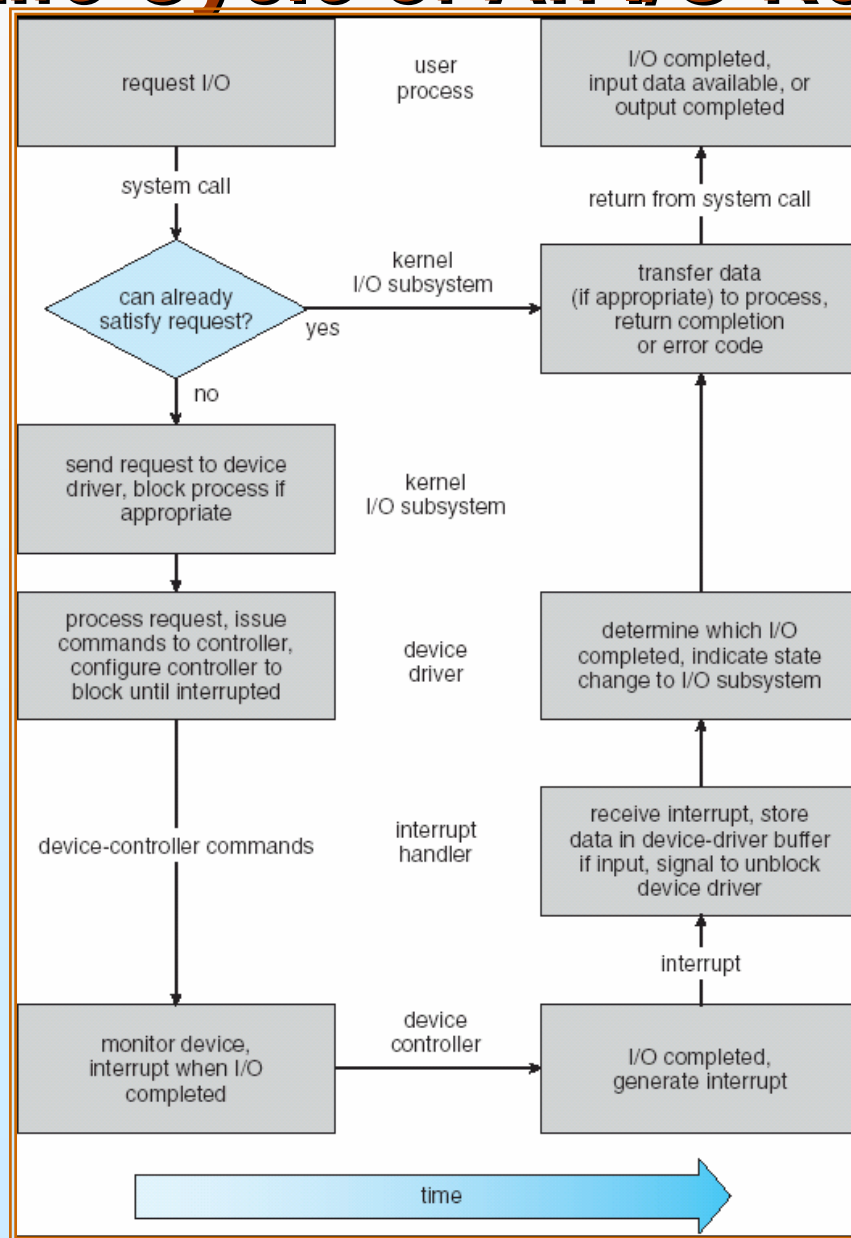 Life Cycle of An I/O Re
request I/O
user
process
I/O completed,
input data available, or
output completed
system call
return from system call
can already
satisfy request?
kernel
I/O subsystem
yes
transfer data
(if appropriate) to process,
return completion
or error code
no
send request to device
driver, block process if
appropriate
kernel
I/O subsystem
process request, issue
commands to controller,
configure controller to
block until interrupted
device
driver
determine which I/O
completed, indicate state
change to I/O subsystem
device-controller commands
interrupt
handler
receive interrupt, store
data in device-driver buffer
if input, signal to unblock
device driver
interrupt
monitor device,
interrupt when I/O
completed
device
controller
I/O completed,
generate interrupt
time